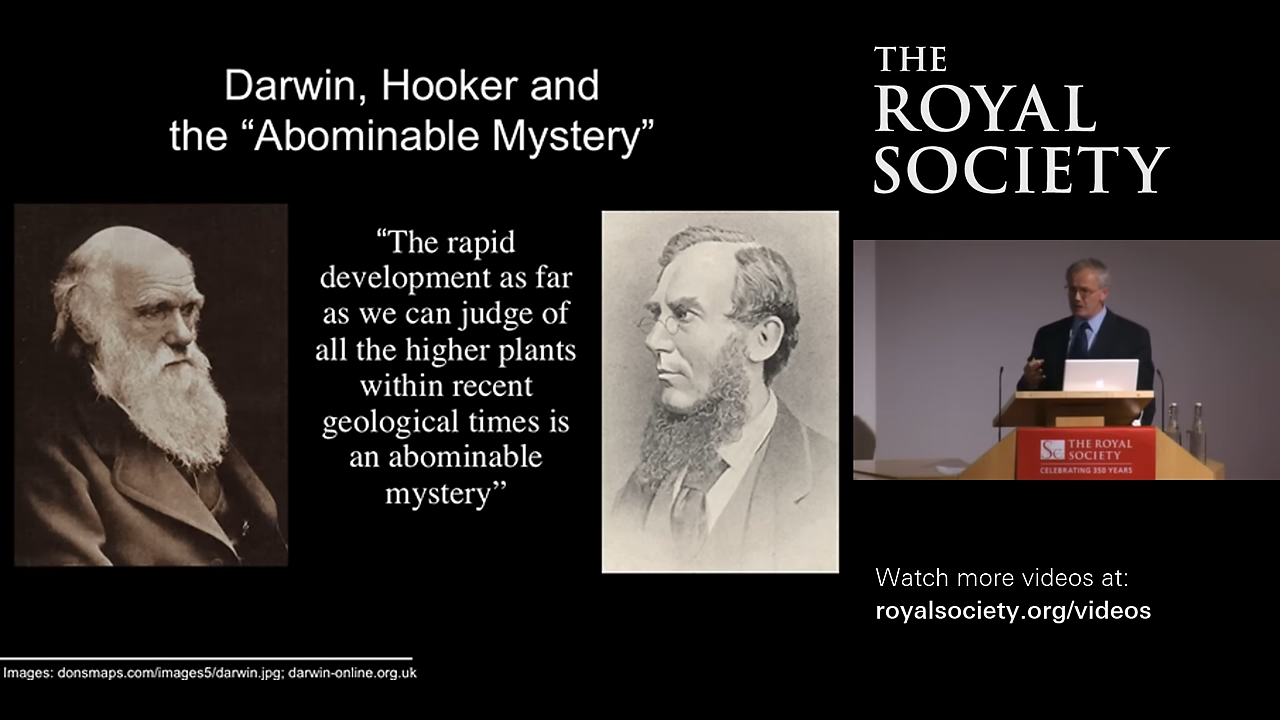 Darwin, Hooker and
the “Abominable Mystery”
“The rapid
development as far
as we can judge of
all the higher plants
within recent
geological times is
an abominable
mystery”
Images: donsmaps.com/images5/darwin.jpg; darwin-online.org.uk
THE
ROYAL
SOCIETY
THE ROYAL
SOCIETY
CELEBRATING 350 YEARS
Watch more videos at:
royalsociety.org/videos